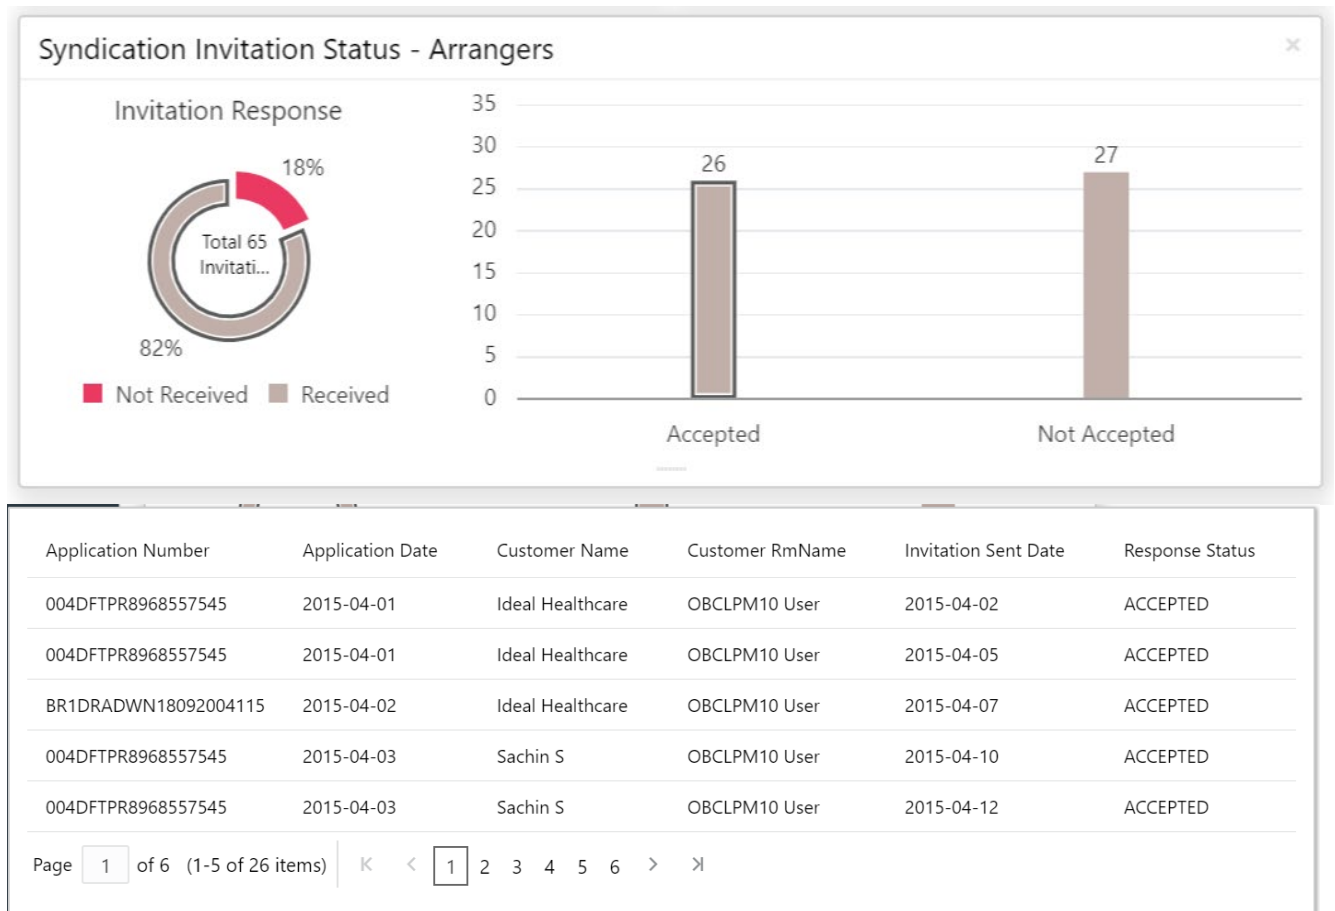 Syndication Invitation Status - Arrangers ×
Invitation Response
18%
Total 65
Invitati...
82%
Not Received Received
35
30
25
20
15
10
5
0
26
27
Accepted Not Accepted
Application Number Application Date Customer Name Customer RmName Invitation Sent Date Response Status
004DFTPR8968557545 2015-04-01 Ideal Healthcare OBCLPM10 User 2015-04-02 ACCEPTED
004DFTPR8968557545 2015-04-01 Ideal Healthcare OBCLPM10 User 2015-04-05 ACCEPTED
BR1DRADWN18092004115 2015-04-02 Ideal Healthcare OBCLPM10 User 2015-04-07 ACCEPTED
004DFTPR8968557545 2015-04-03 Sachin S OBCLPM10 User 2015-04-10 ACCEPTED
004DFTPR8968557545 2015-04-03 Sachin S OBCLPM10 User 2015-04-12 ACCEPTED
Page 1 of 6 (1-5 of 26 items) 1 2 3 4 5 6